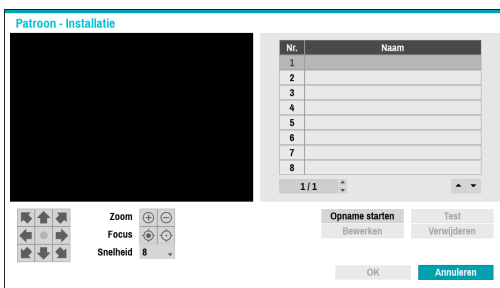 Patroon - Installatie
Nr. Naam
1
2
3
4
5
6
7
8
1 / 1
Zoom
Focus
Snelheid 8
Opname starten Test
Bewerken Verwijderen
OK Annuleren